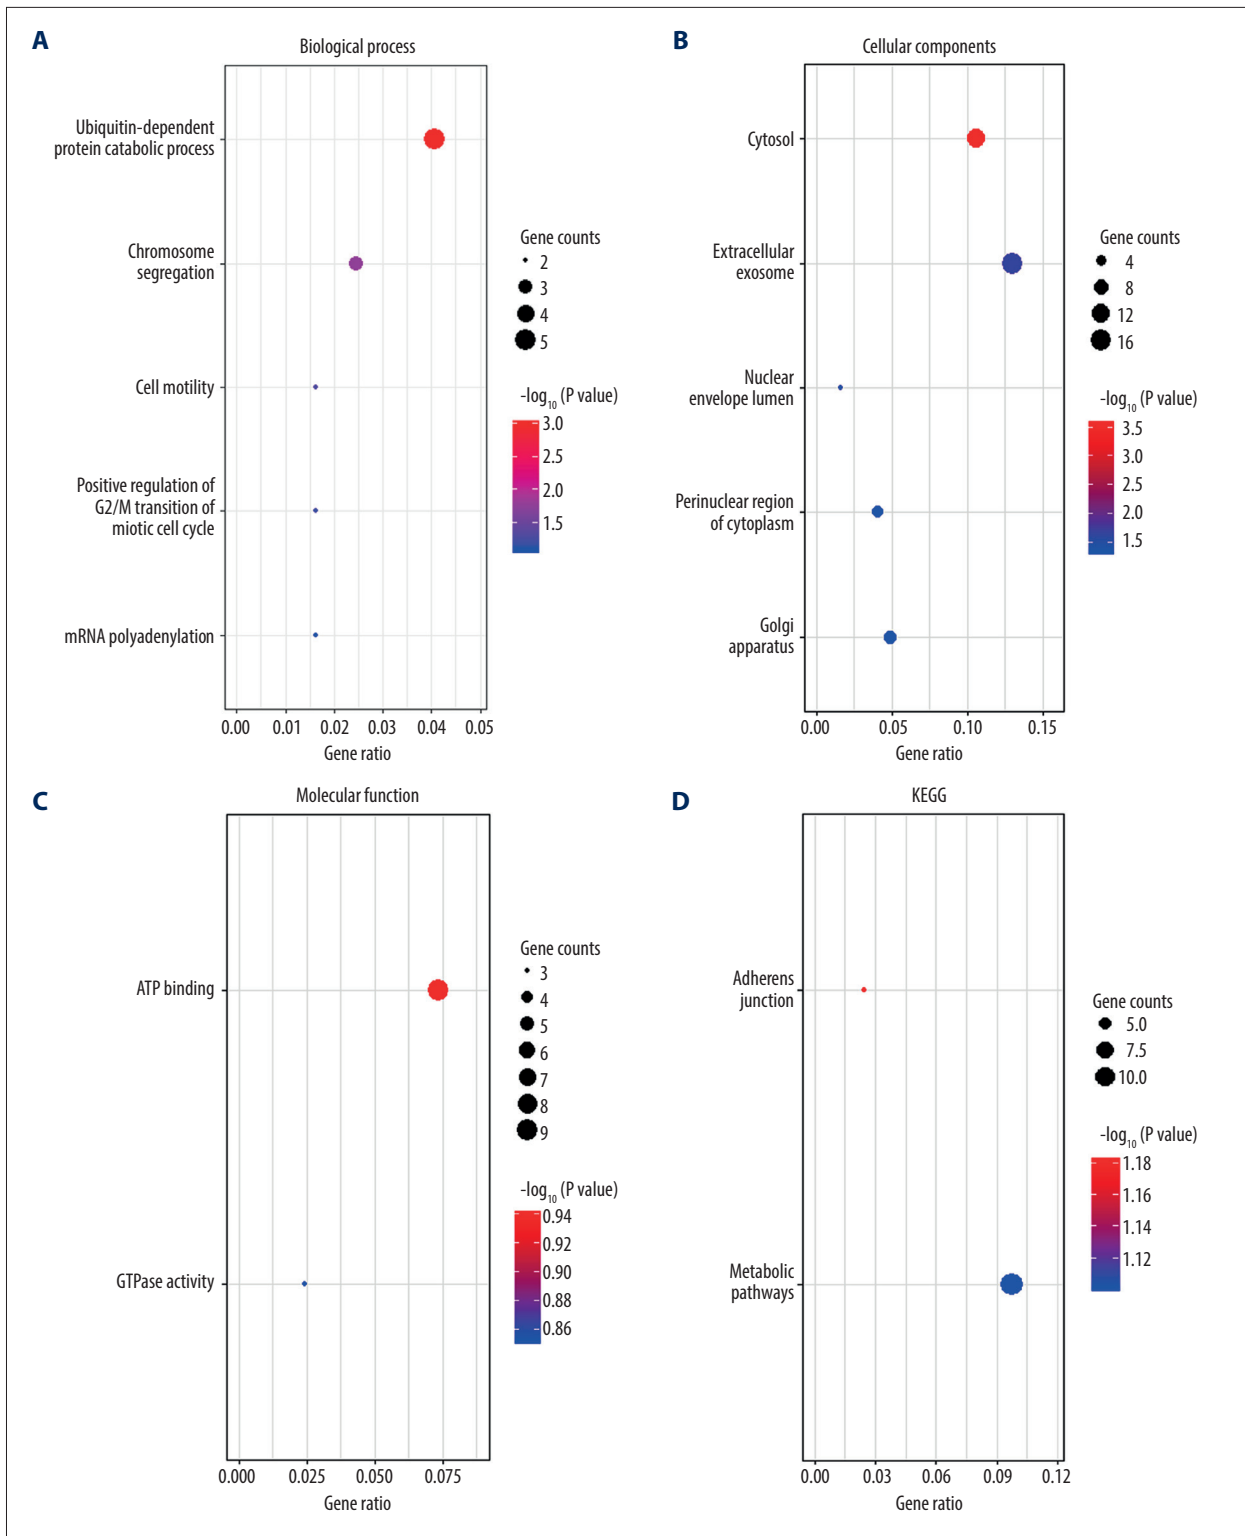 A
Biological process
Ubiquitin-dependent
protein catabolic process
Chromosome
segregation
Cell motility
Positive regulation of
G2/M transition of
miotic cell cycle
mRNA polyadenylation
0.00 0.01 0.02 0.03 0.04 0.05
Gene ratio
Gene counts
2
3
4
5
-log10 (P value)
3.0
2.5
2.0
1.5
B
Cellular components
Cytosol
Extracellular
exosome
Nuclear
envelope lumen
Perinuclear region
of cytoplasm
Golgi
apparatus
0.00 0.05 0.10 0.15
Gene ratio
Gene counts
4
8
12
16
-log10 (P value)
3.5
3.0
2.5
2.0
1.5
C
Molecular function
ATP binding
GTPase activity
0.000 0.025 0.050 0.075
Gene ratio
Gene counts
3
4
5
6
7
8
9
-log10 (P value)
0.94
0.92
0.90
0.88
0.86
D
KEGG
Adherens
junction
Metabolic
pathways
0.00 0.03 0.06 0.09 0.12
Gene ratio
Gene counts
5.0
7.5
10.0
-log10 (P value)
1.18
1.16
1.14
1.12